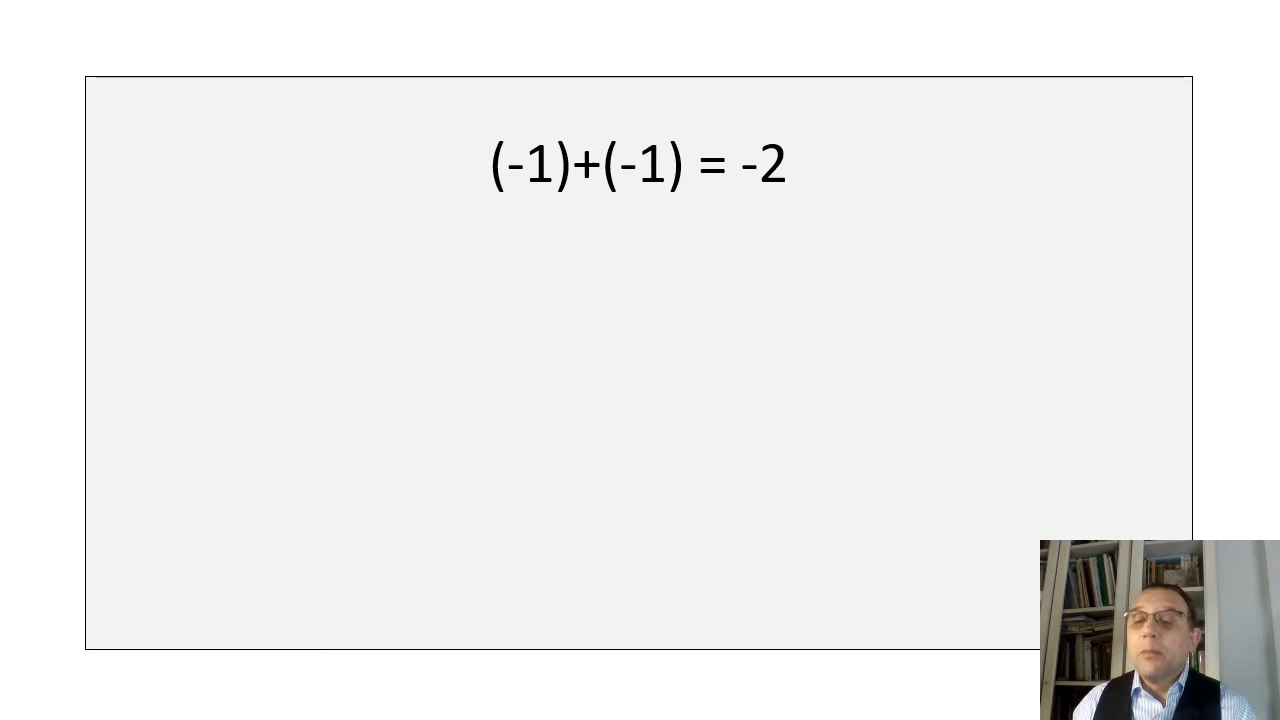 (-1)+(-1) = -2